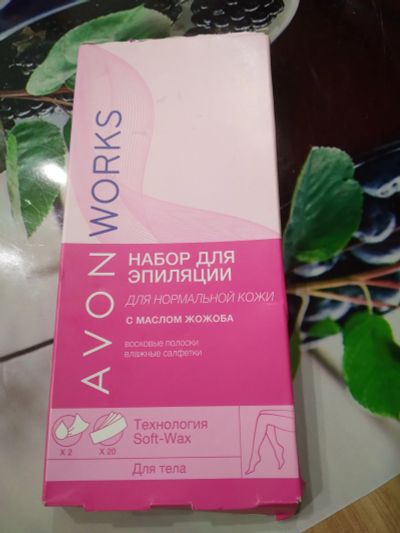 AVON WORKS
НАБОР ДЛЯ
ЭПИЛЯЦИИ
ДЛЯ НОРМАЛЬНОЙ КОЖИ
С МАСЛОМ ЖОЖОБА
восковые полоски
влажные салфетки
X 2
X 20
Технология
Soft-Wax
Для тела